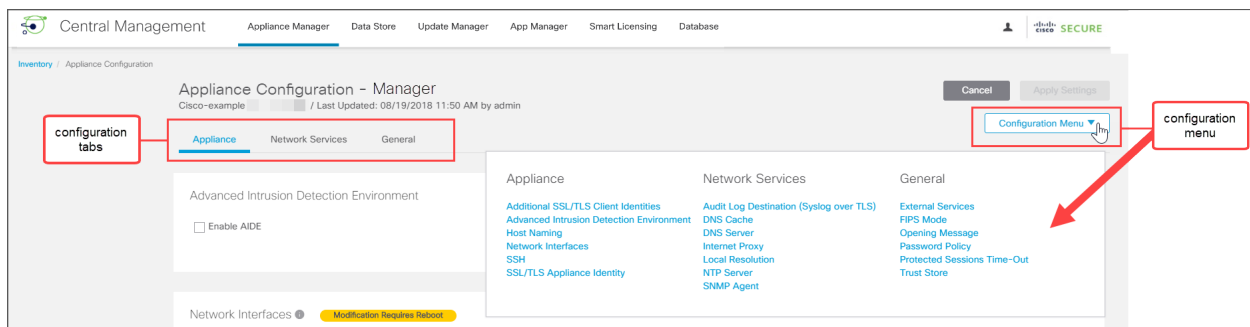 Central Management
Appliance Manager Data Store Update Manager App Manager Smart Licensing Database
cisco SECURE
Inventory / Appliance Configuration
Appliance Configuration - Manager
Cisco-example / Last Updated: 08/19/2018 11:50 AM by admin
Cancel
Apply Settings
configuration
tabs
Appliance Network Services General
Configuration Menu
configuration
menu
Advanced Intrusion Detection Environment
Enable AIDE
Appliance
Additional SSL/TLS Client Identities
Advanced Intrusion Detection Environment
Host Naming
Network Interfaces
SSH
SSL/TLS Appliance Identity
Network Services
Audit Log Destination (Syslog over TLS)
DNS Cache
DNS Server
Internet Proxy
Local Resolution
NTP Server
SNMP Agent
General
External Services
FIPS Mode
Opening Message
Password Policy
Protected Sessions Time-Out
Trust Store
Network Interfaces
Modification Requires Reboot